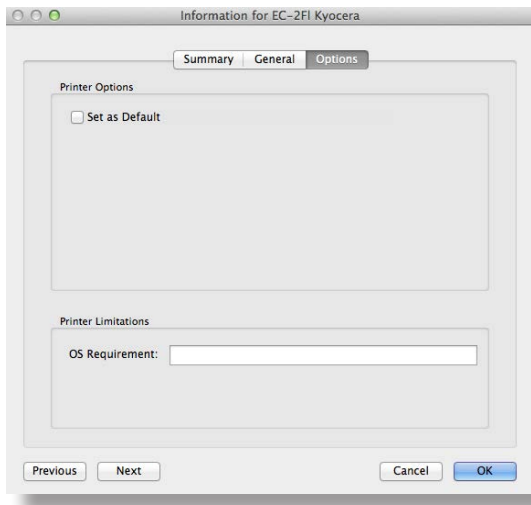 Information for EC-2Fl Kyocera
Summary General Options
Printer Options
Set as Default
Printer Limitations
OS Requirement:
Previous Next Cancel OK